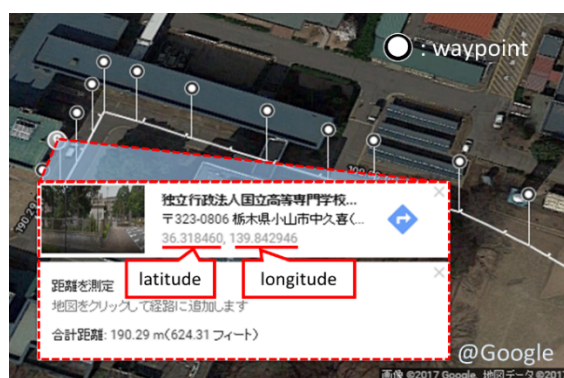 : waypoint
190.29
独立行政法人国立高等専門学校...
〒323-0806 栃木県小山市中久喜(...
36.318460, 139.842946
latitude
longitude
距離を測定
地図をクリックして経路に追加します
合計距離: 190.29 m(624.31 フィート)
@Google
画像 ©2017 Google、地図データ ©2017